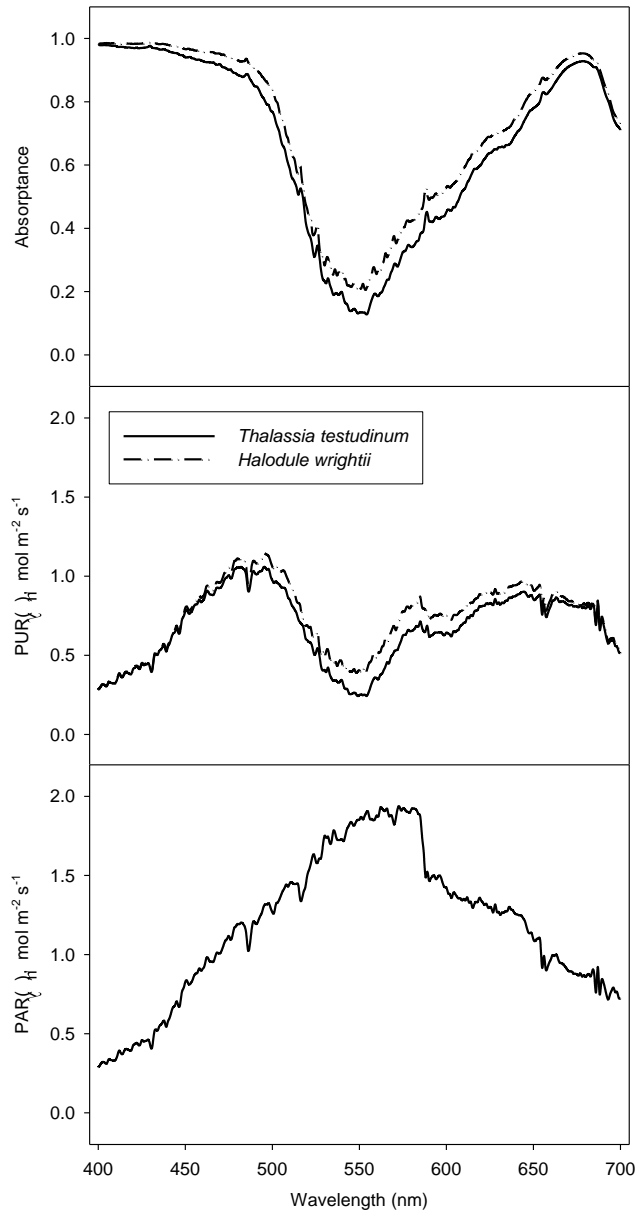 1.0
0.8
0.6
0.4
0.2
0.0
Absorptance
2.0
1.5
1.0
0.5
0.0
PUR( ), mol m⁻² s⁻¹
Thalassia testudinum
Halodule wrightii
2.0
1.5
1.0
0.5
0.0
PAR( ), mol m⁻² s⁻¹
400 450 500 550 600 650 700
Wavelength (nm)